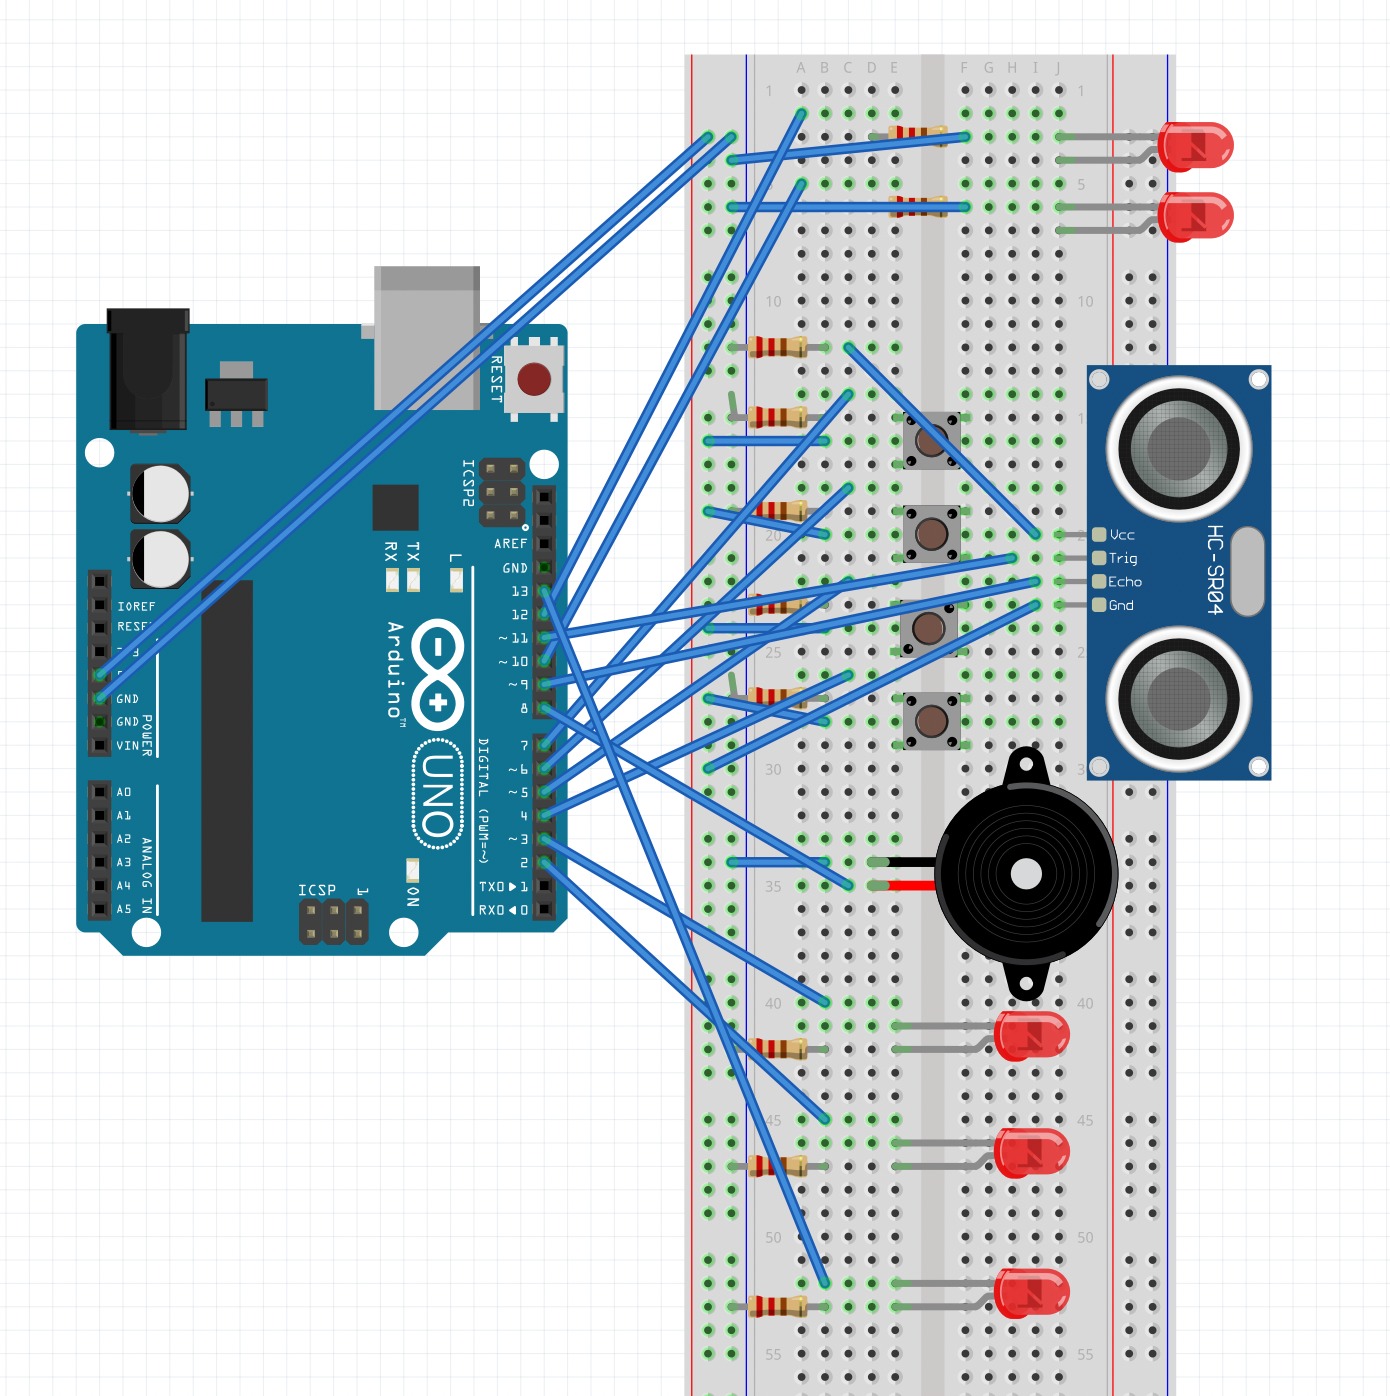 A B C D E F G H I J
1 1
5
10 10
RESET
ICSP2
20
AREF
GND
RX TX L
13
12
~11
~10
~9
8
IOREF
GND
GND
VIN
POWER
Arduino™
UNO
7
~6
~5
4
~3
2
TX0▶1
RX0◀0
DIGITAL (PWM=~)
A0
A1
A2
A3
A4
A5
ANALOG IN
ICSP 1
ON
Vcc
Trig
Echo
Gnd
HC-SR04
25
30
35
40 40
45 45
50 50
55 55